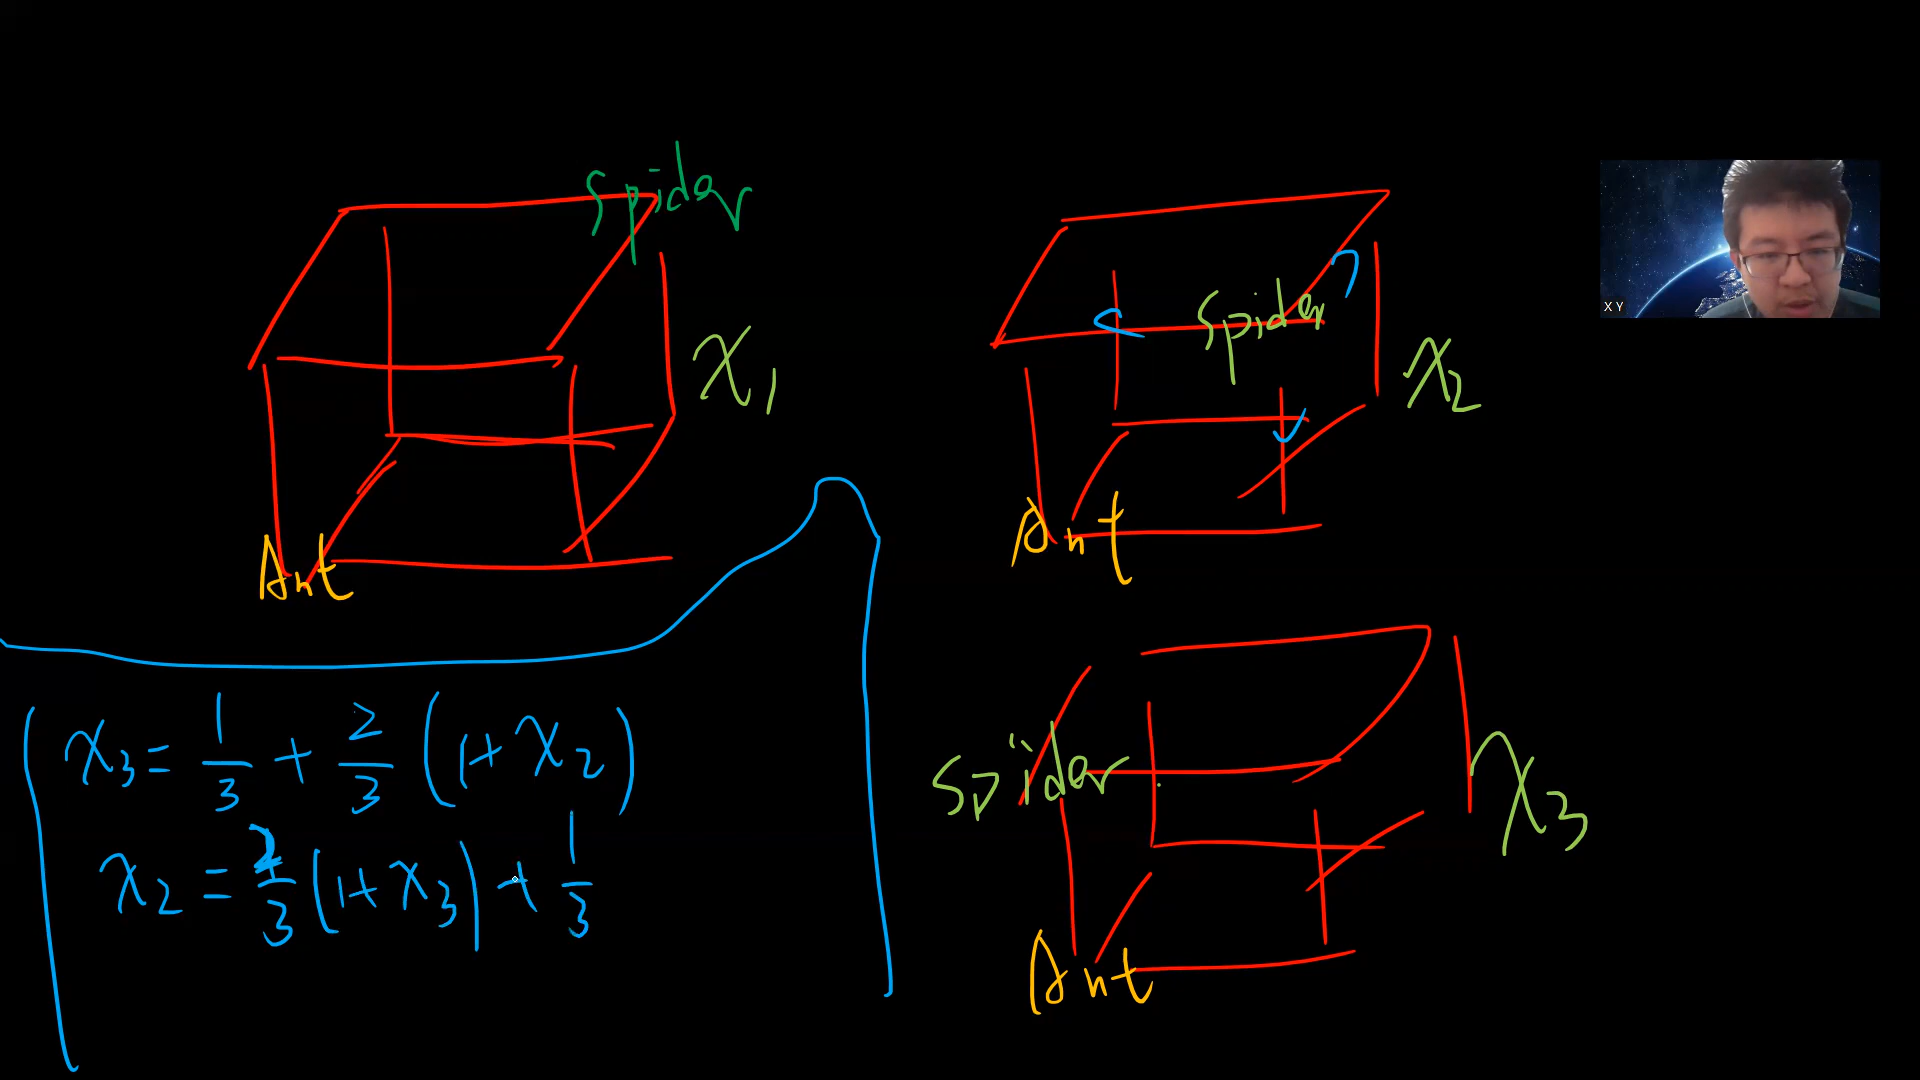 Spider
x₁
Ant
Spider
x₂
Ant
Spider
x₃
Ant
x₃ = 1/3 + 2/3 (1 + x₂)
x₂ = 2/3 (1 + x₃) + 1/3
X Y